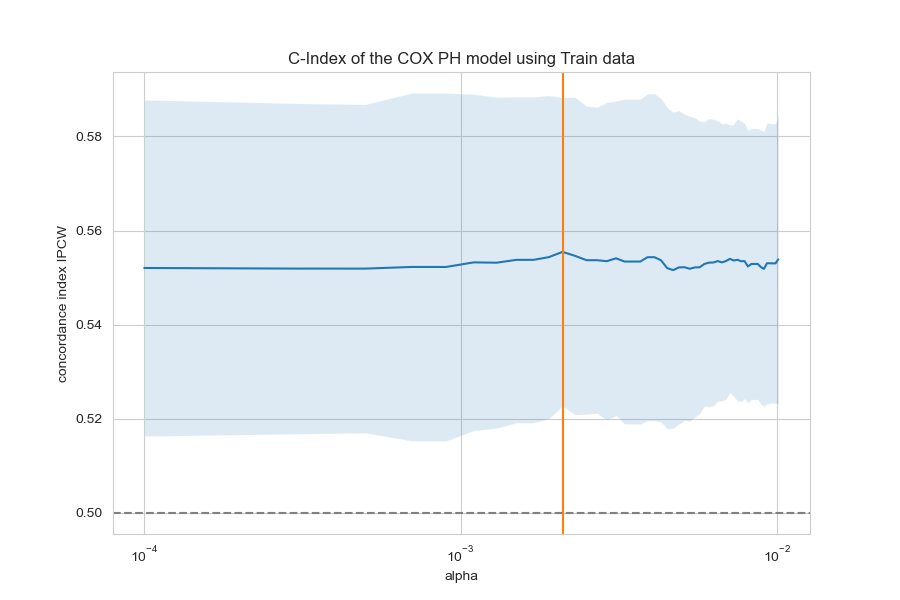 C-Index of the COX PH model using Train data
concordance index IPCW
0.58
0.56
0.54
0.52
0.50
10⁻⁴
10⁻³
10⁻²
alpha